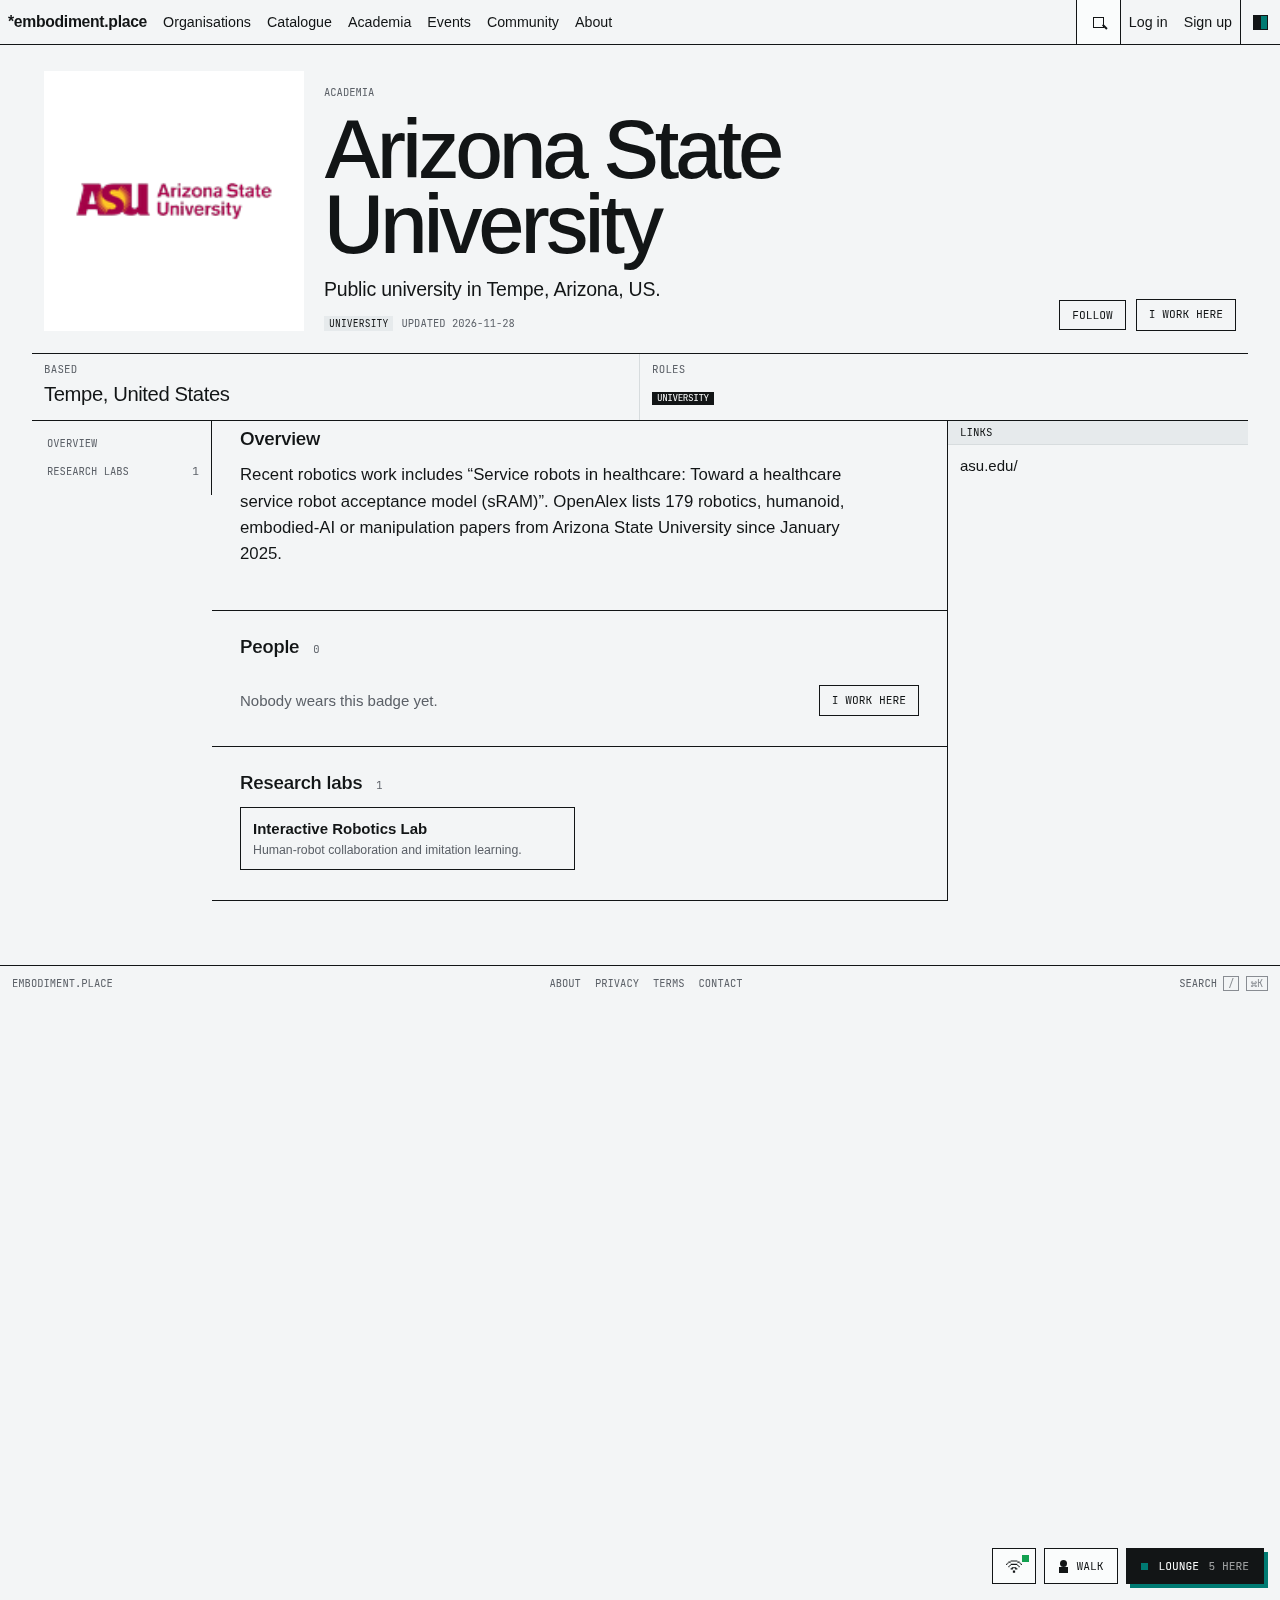 *embodiment.place Organisations Catalogue Academia Events Community About Log in Sign up
ASU Arizona State University
ACADEMIA
Arizona State
University
Public university in Tempe, Arizona, US.
UNIVERSITY UPDATED 2026-11-28
FOLLOW I WORK HERE
BASED
Tempe, United States
ROLES
UNIVERSITY
OVERVIEW
RESEARCH LABS 1
Overview
Recent robotics work includes “Service robots in healthcare: Toward a healthcare
service robot acceptance model (sRAM)”. OpenAlex lists 179 robotics, humanoid,
embodied-AI or manipulation papers from Arizona State University since January
2025.
LINKS
asu.edu/
People 0
Nobody wears this badge yet. I WORK HERE
Research labs 1
Interactive Robotics Lab
Human-robot collaboration and imitation learning.
EMBODIMENT.PLACE ABOUT PRIVACY TERMS CONTACT SEARCH / ⌘K
WALK LOUNGE 5 HERE